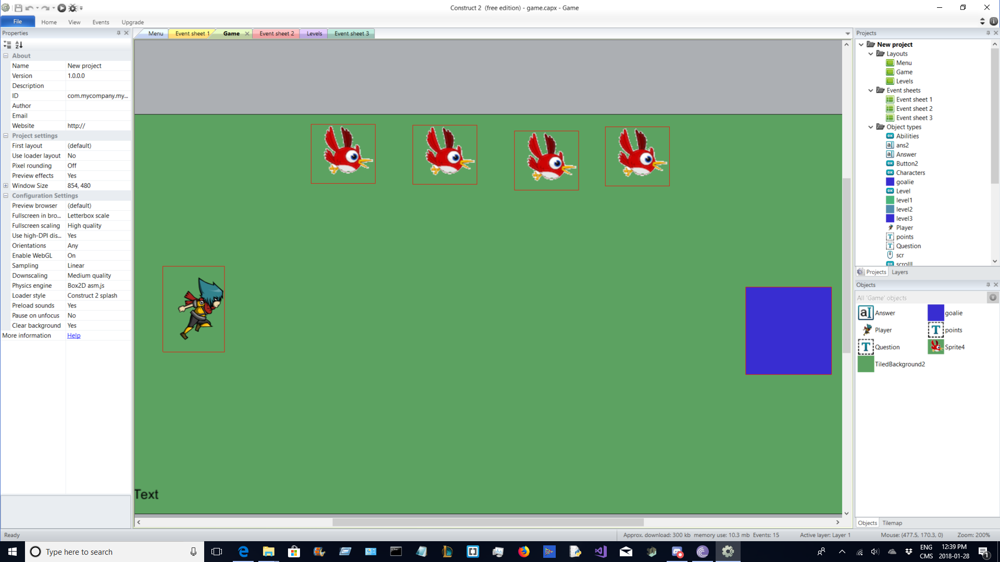 Construct 2 (free edition) - game.capx - Game
File Home View Events Upgrade
Properties
About
Name New project
Version 1.0.0.0
Description
ID com.mycompany.my...
Author
Email
Website http://
Project settings
First layout (default)
Use loader layout No
Pixel rounding Off
Preview effects Yes
Window Size 854, 480
Configuration Settings
Preview browser (default)
Fullscreen in bro... Letterbox scale
Fullscreen scaling High quality
Use high-DPI dis... Yes
Orientations Any
Enable WebGL On
Sampling Linear
Downscaling Medium quality
Physics engine Box2D asm.js
Loader style Construct 2 splash
Preload sounds Yes
Pause on unfocus No
Clear background Yes
More information Help
Menu Event sheet 1 Game Event sheet 2 Levels Event sheet 3
Text
Projects
New project
Layouts
Menu
Game
Levels
Event sheets
Event sheet 1
Event sheet 2
Event sheet 3
Object types
OK Abilities
aI ans2
aI Answer
OK Button2
OK Characters
goalie
OK Level
level1
level2
level3
Player
T points
T Question
scr
OK scrolll
Projects Layers
Objects
All 'Game' objects
aI Answer goalie
Player T points
T Question Sprite4
TiledBackground2
Objects Tilemap
Ready Approx. download: 300 kb memory use: 10.3 mb Events: 15 Active layer: Layer 1 Mouse: (477.5, 170.3, 0) Zoom: 200%
Type here to search
ENG 12:39 PM
CMS 2018-01-28
1